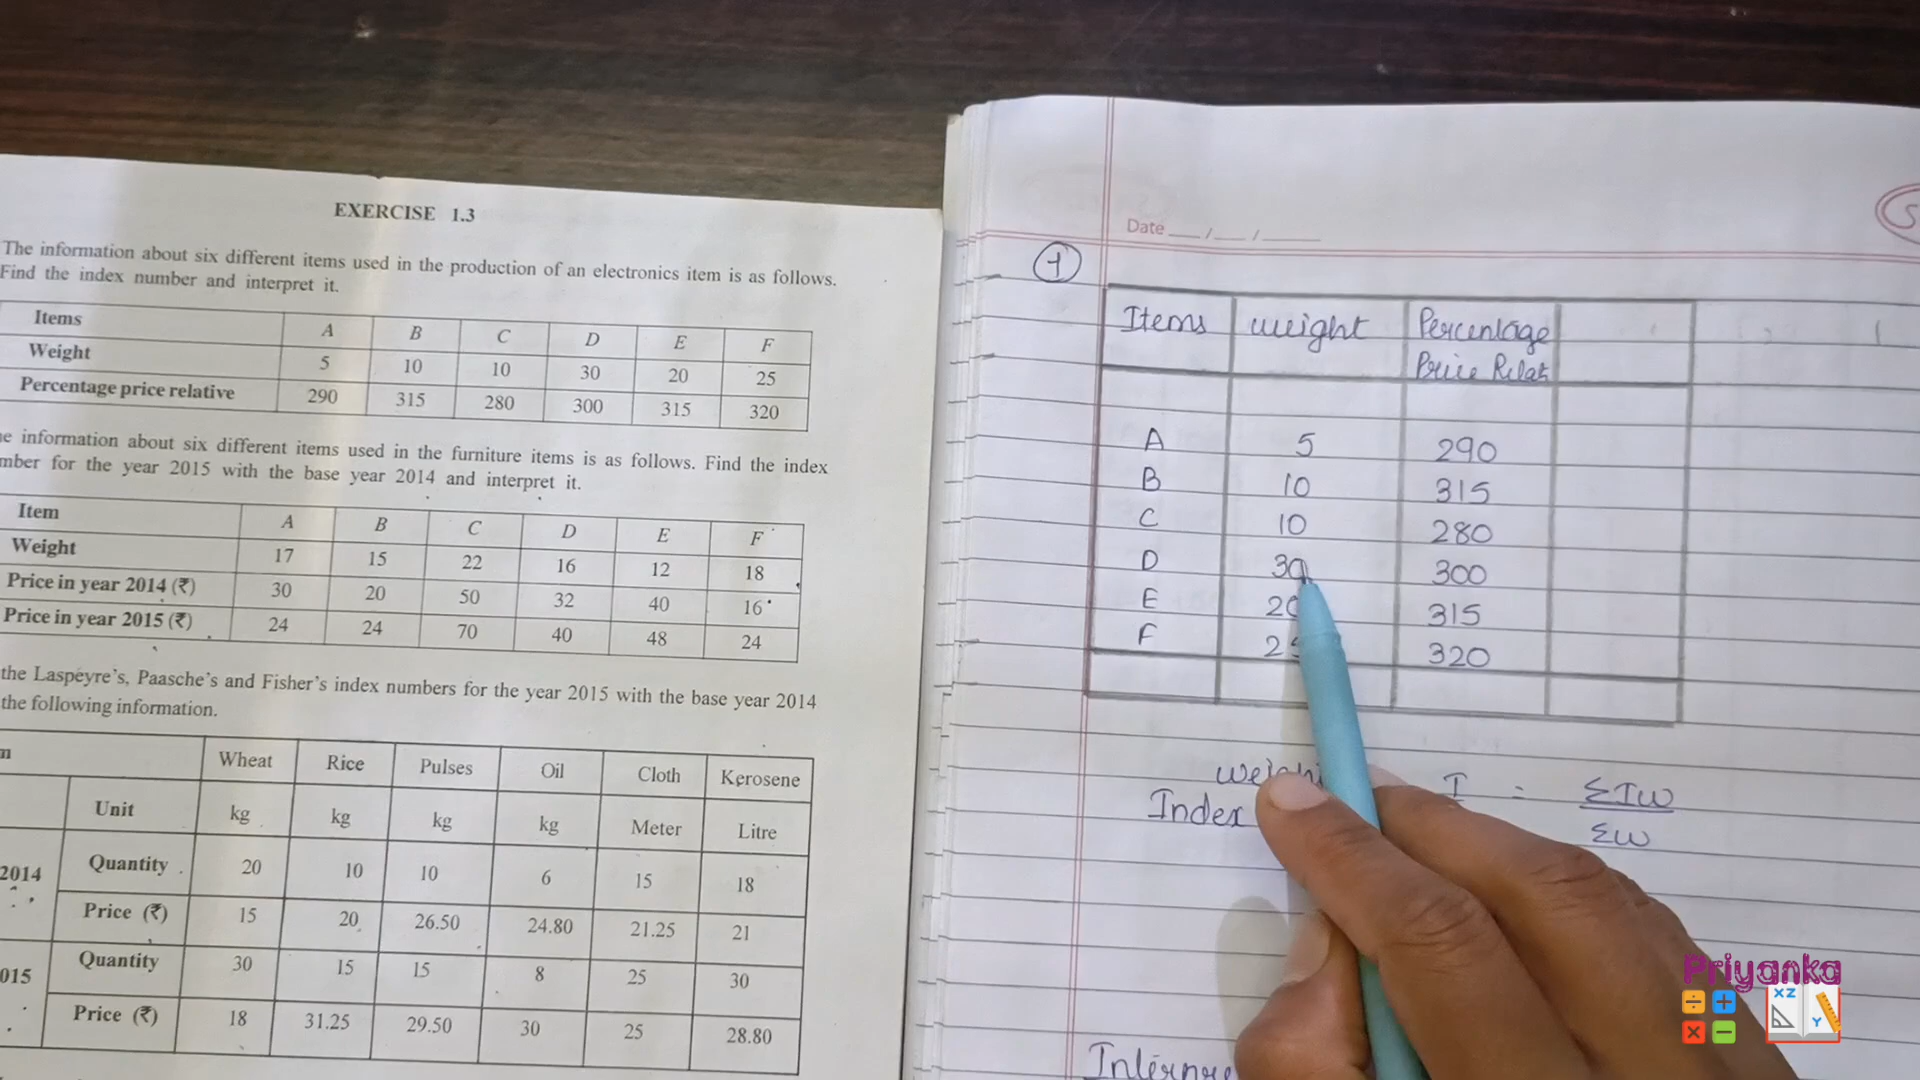 EXERCISE 1.3
The information about six different items used in the production of an electronics item is as follows.
Find the index number and interpret it.
Items A B C D E F
Weight 5 10 10 30 20 25
Percentage price relative 290 315 280 300 315 320
information about six different items used in the furniture items is as follows. Find the index
for the year 2015 with the base year 2014 and interpret it.
Item A B C D E F
Weight 17 15 22 16 12 18
Price in year 2014 (₹) 30 20 50 32 40 16
Price in year 2015 (₹) 24 24 70 40 48 24
the Laspeyre's, Paasche's and Fisher's index numbers for the year 2015 with the base year 2014
the following information.
Wheat Rice Pulses Oil Cloth Kerosene
Unit kg kg kg kg Meter Litre
2014 Quantity 20 10 10 6 15 18
Price (₹) 15 20 26.50 24.80 21.25 21
015 Quantity 30 15 15 8 25 30
Price (₹) 18 31.25 29.50 30 25 28.80
Date __/__/____
1
Items weight Percentage
Price Relat
A 5 290
B 10 315
C 10 280
D 30 300
E 20 315
F 25 320
Index I = ΣIw
Σw
Priyanka
XZ
Y